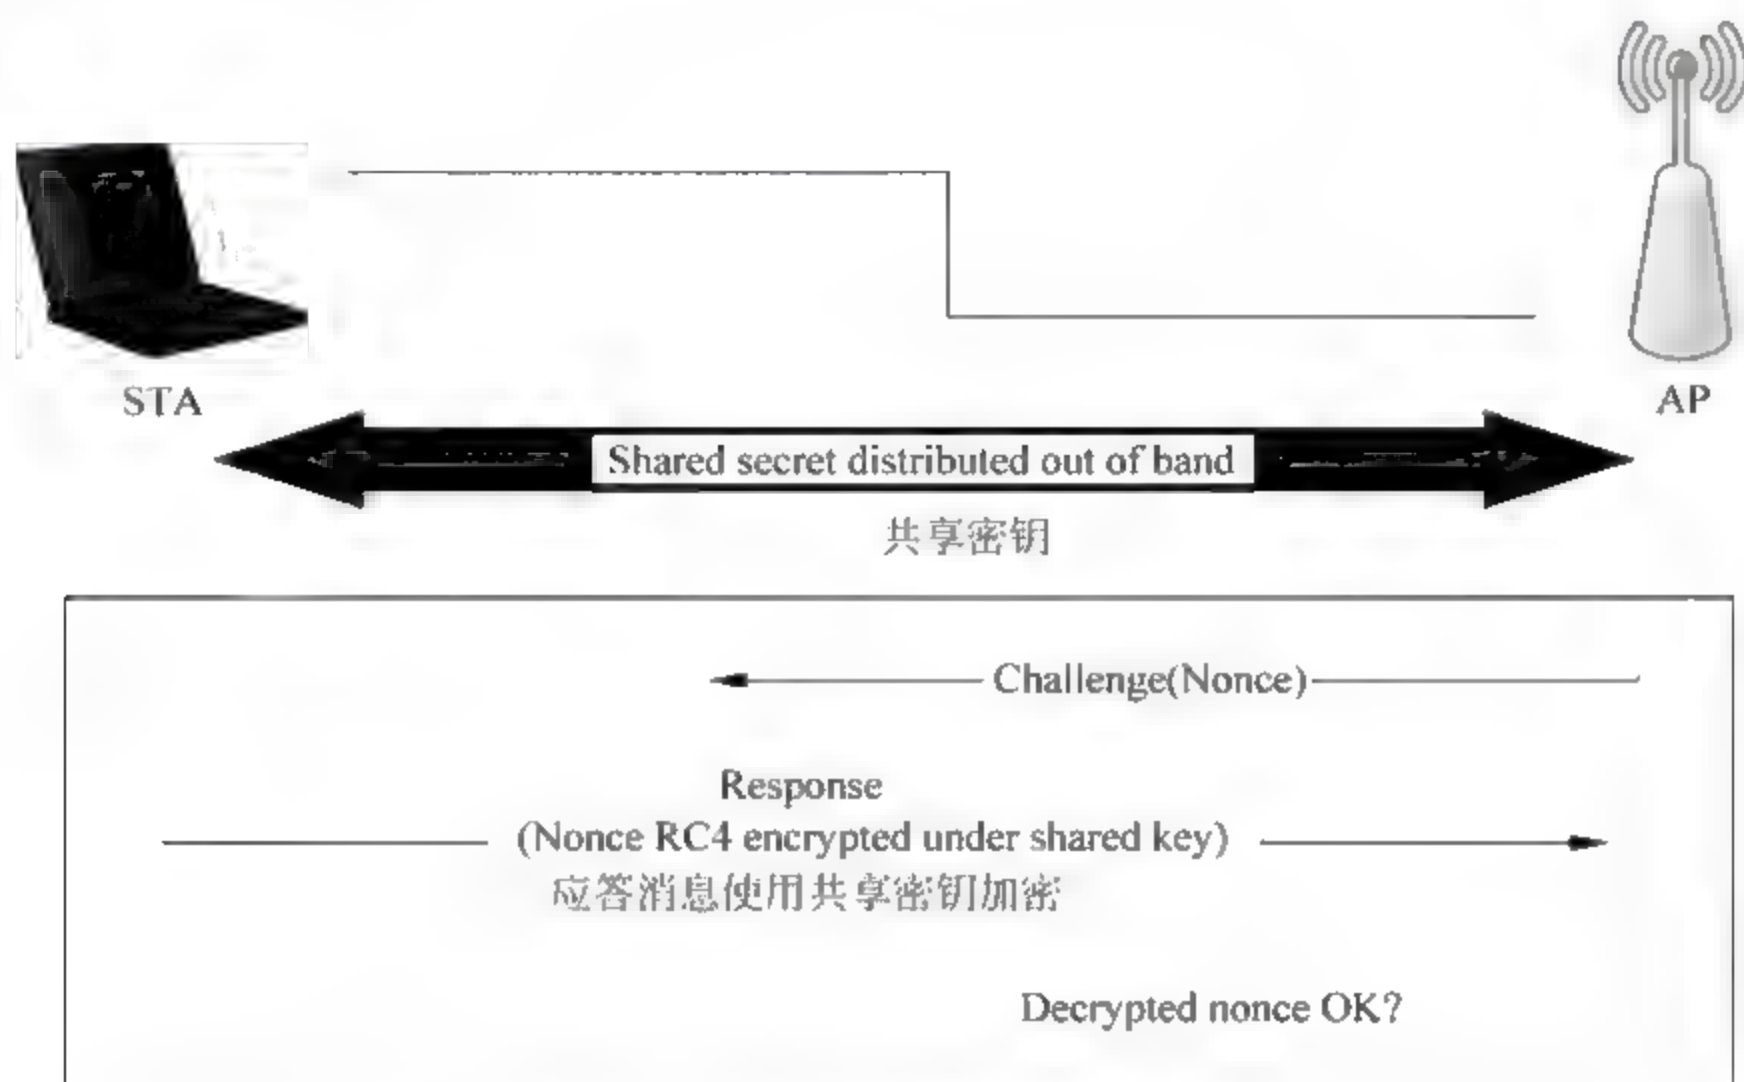 STA
AP
Shared secret distributed out of band
共享密钥
Challenge(Nonce)
Response
(Nonce RC4 encrypted under shared key)
应答消息使用共享密钥加密
Decrypted nonce OK?